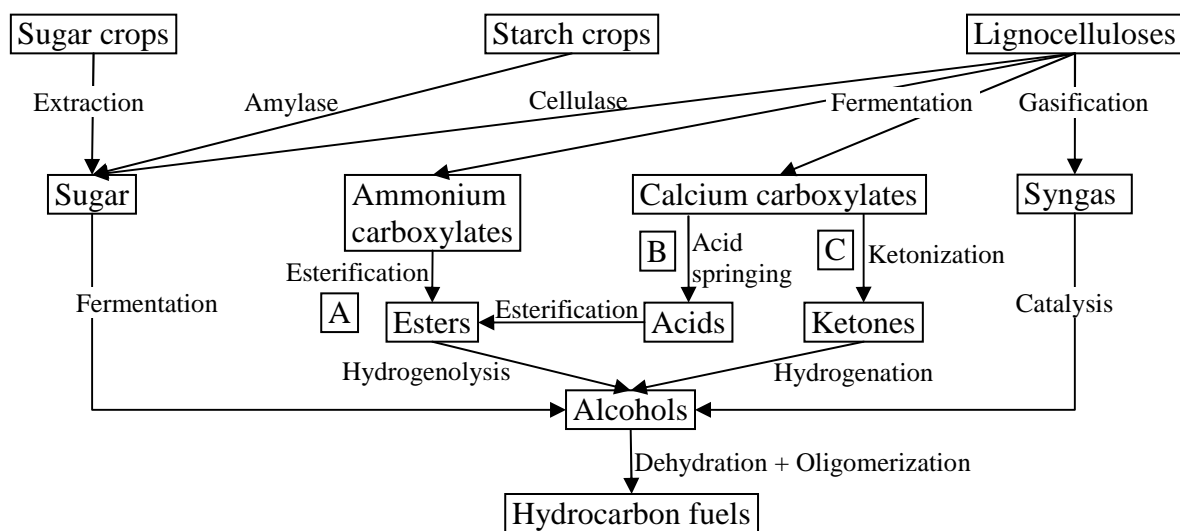 Sugar crops
Starch crops
Lignocelluloses
Extraction
Amylase
Cellulase
Fermentation
Gasification
Sugar
Ammonium
carboxylates
Calcium carboxylates
Syngas
B
Acid
springing
C
Ketonization
Esterification
Fermentation
A
Esterification
Catalysis
Esters
Acids
Ketones
Hydrogenolysis
Hydrogenation
Alcohols
Dehydration + Oligomerization
Hydrocarbon fuels